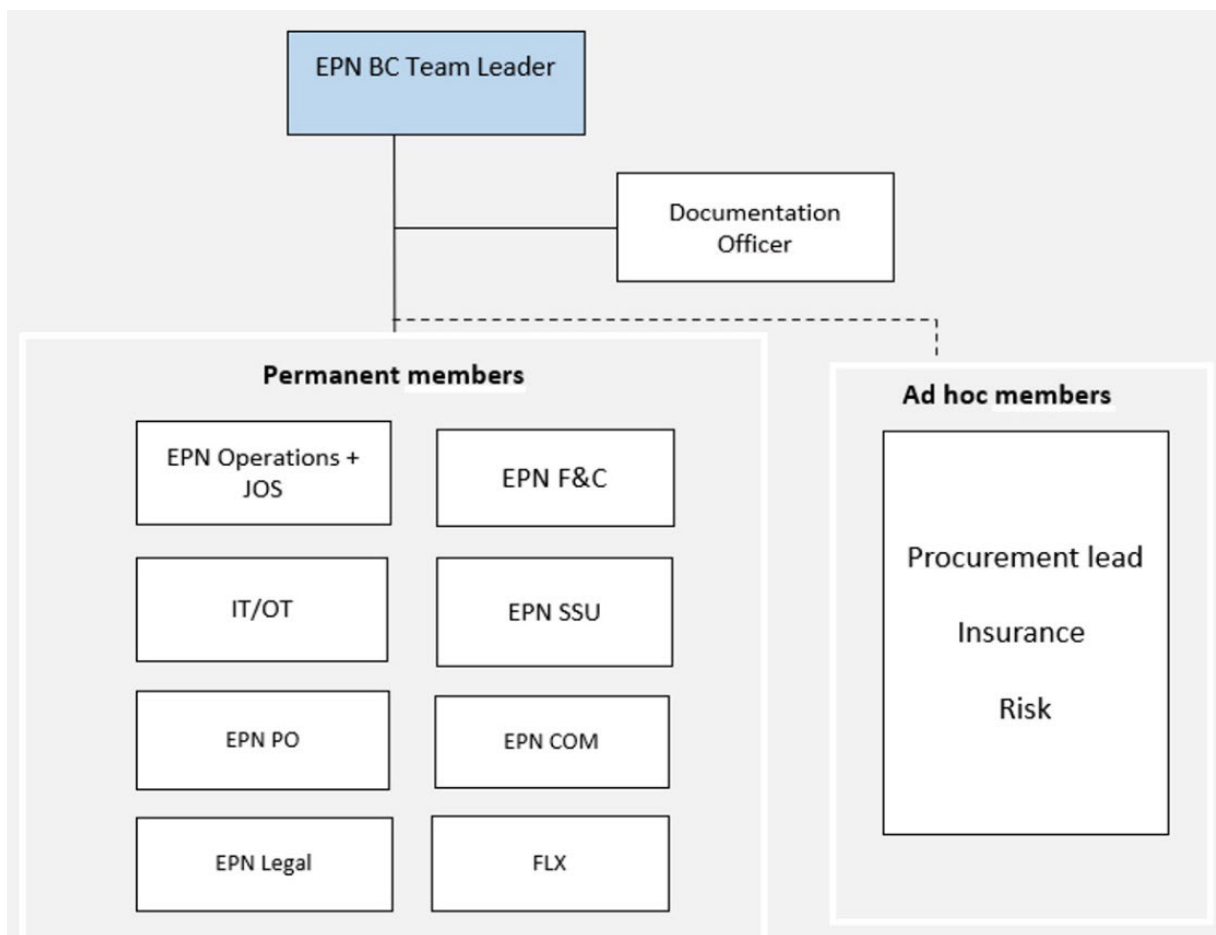 EPN BC Team Leader
Documentation
Officer
Permanent members
EPN Operations +
JOS
EPN F&C
IT/OT
EPN SSU
EPN PO
EPN COM
EPN Legal
FLX
Ad hoc members
Procurement lead
Insurance
Risk